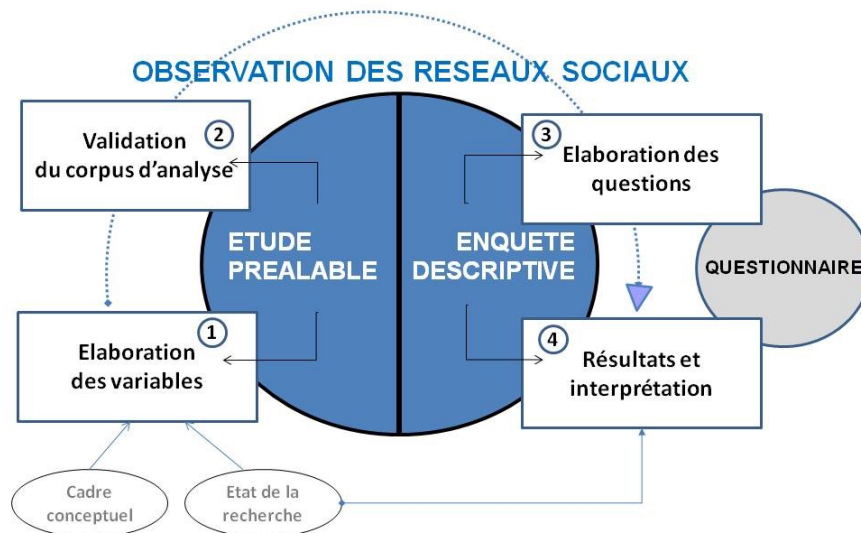 OBSERVATION DES RESEAUX SOCIAUX
2
Validation
du corpus d'analyse
3
Elaboration des
questions
ETUDE
PREALABLE
ENQUETE
DESCRIPTIVE
QUESTIONNAIRE
1
Elaboration
des variables
4
Résultats et
interprétation
Cadre
conceptuel
Etat de la
recherche